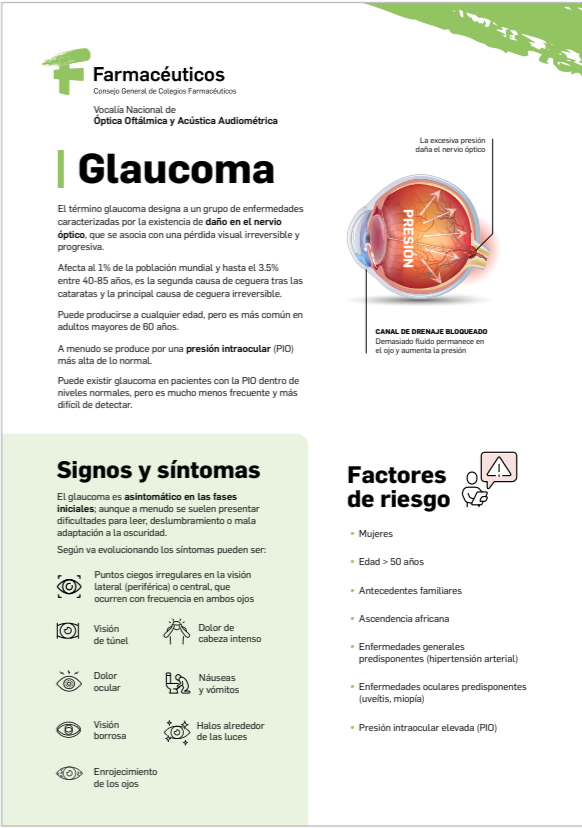 Farmacéuticos
Consejo General de Colegios Farmacéuticos
Vocalía Nacional de
Óptica Oftálmica y Acústica Audiométrica
Glaucoma
El término glaucoma designa a un grupo de enfermedades
caracterizadas por la existencia de daño en el nervio
óptico, que se asocia con una pérdida visual irreversible y
progresiva.
Afecta al 1% de la población mundial y hasta el 3.5%
entre 40-85 años, es la segunda causa de ceguera tras las
cataratas y la principal causa de ceguera irreversible.
Puede producirse a cualquier edad, pero es más común en
adultos mayores de 60 años.
A menudo se produce por una presión intraocular (PIO)
más alta de lo normal.
Puede existir glaucoma en pacientes con la PIO dentro de
niveles normales, pero es mucho menos frecuente y más
difícil de detectar.
La excesiva presión
daña el nervio óptico
PRESIÓN
CANAL DE DRENAJE BLOQUEADO
Demasiado fluido permanece en
el ojo y aumenta la presión
Signos y síntomas
El glaucoma es asintomático en las fases
iniciales; aunque a menudo se suelen presentar
dificultades para leer, deslumbramiento o mala
adaptación a la oscuridad.
Según va evolucionando los síntomas pueden ser:
Puntos ciegos irregulares en la visión
lateral (periférica) o central, que
ocurren con frecuencia en ambos ojos
Visión
de túnel
Dolor de
cabeza intenso
Dolor
ocular
Náuseas
y vómitos
Visión
borrosa
Halos alrededor
de las luces
Enrojecimiento
de los ojos
Factores
de riesgo
• Mujeres
• Edad > 50 años
• Antecedentes familiares
• Ascendencia africana
• Enfermedades generales
predisponentes (hipertensión arterial)
• Enfermedades oculares predisponentes
(uveítis, miopía)
• Presión intraocular elevada (PIO)